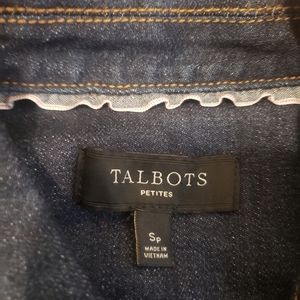 TALBOTS
PETITES
Sp
MADE IN
VIETNAM